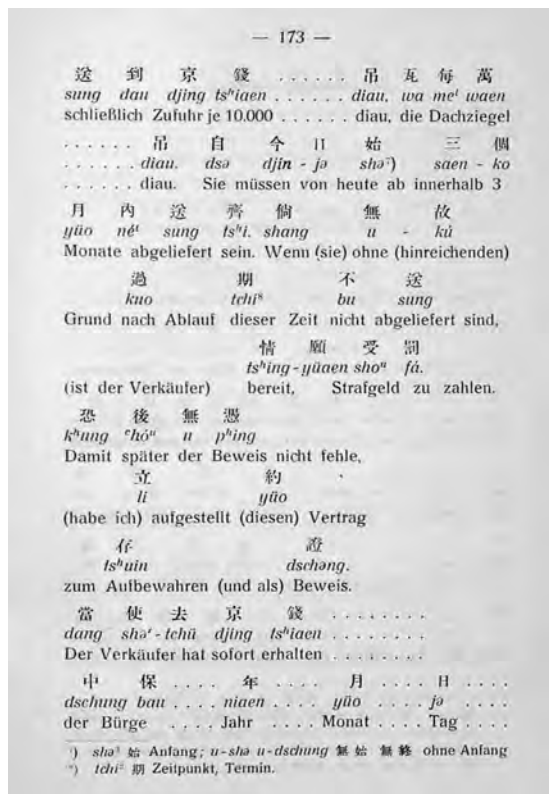 — 173 —
送 到 京 錢 . . . . . . 吊 瓦 每 萬
sung dau djing tsʰiaen . . . . . . diau, wa meⁱ waen
schließlich Zufuhr je 10.000 . . . . . . diau, die Dachziegel
. . . . . . 吊 自 今 日 始 三 個
. . . . . . diau. dsə djin - jə shə⁷) saen - ko
. . . . . . diau. Sie müssen von heute ab innerhalb 3
月 內 送 齊 倘 無 故
yüo néⁱ sung tsʰi. shang u - kú
Monate abgeliefert sein. Wenn (sie) ohne (hinreichenden)
過 期 不 送
kuo tchi⁸ bu sung
Grund nach Ablauf dieser Zeit nicht abgeliefert sind,
情 願 受 罰
tsʰing - yüaen shoᵘ fá.
(ist der Verkäufer) bereit, Strafgeld zu zahlen.
恐 後 無 憑
kʰung ᶜhóᵘ u pʰing
Damit später der Beweis nicht fehle,
立 約
li yüo
(habe ich) aufgestellt (diesen) Vertrag
存 證
tsʰuin dschəng.
zum Aufbewahren (und als) Beweis.
當 使 去 京 錢 . . . . . . . .
dang shə - tchü djing tsʰiaen . . . . . . . .
Der Verkäufer hat sofort erhalten . . . . . . . .
中 保 . . . . 年 . . . . 月 . . . . 日 . . . .
dschung bau . . . . niaen . . . . yüo . . . . jə . . . .
der Bürge . . . . Jahr . . . . Monat . . . . Tag . . . .
⁷) shə 始 Anfang; u-shə u-dschung 無 始 無 終 ohne Anfang
⁸) tchi 期 Zeitpunkt, Termin.